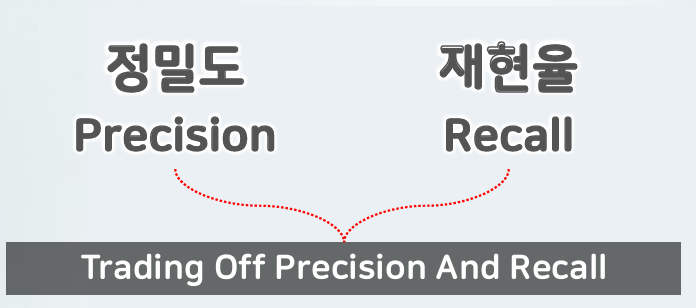 정밀도 재현율
Precision Recall
Trading Off Precision And Recall